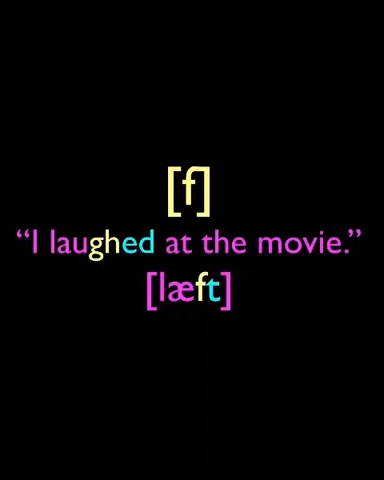 [f]
“I laughed at the movie.”
[læft]